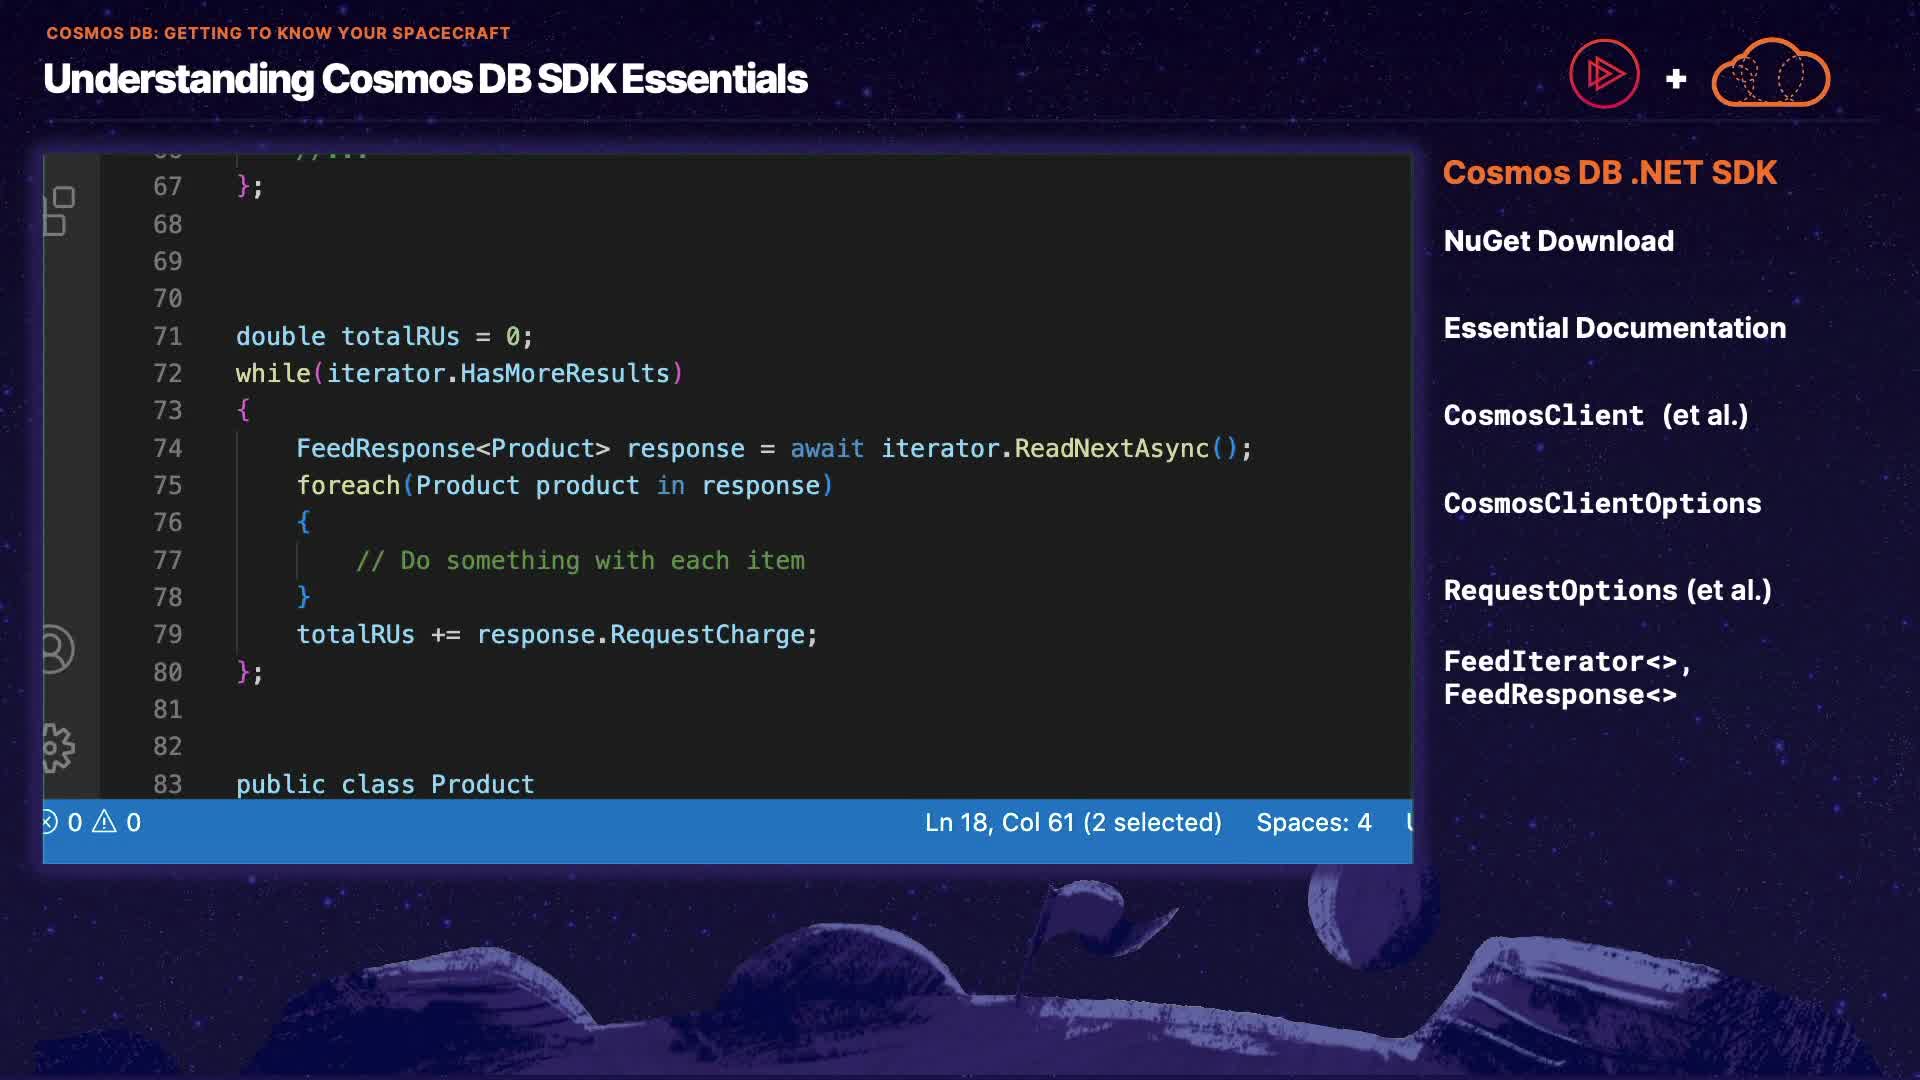 COSMOS DB: GETTING TO KNOW YOUR SPACECRAFT
Understanding Cosmos DB SDK Essentials
+
//...
67 };
68
69
70
71 double totalRUs = 0;
72 while(iterator.HasMoreResults)
73 {
74 FeedResponse<Product> response = await iterator.ReadNextAsync();
75 foreach(Product product in response)
76 {
77 // Do something with each item
78 }
79 totalRUs += response.RequestCharge;
80 };
81
82
83 public class Product
0 0
Ln 18, Col 61 (2 selected) Spaces: 4
Cosmos DB .NET SDK
NuGet Download
Essential Documentation
CosmosClient (et al.)
CosmosClientOptions
RequestOptions (et al.)
FeedIterator<>,
FeedResponse<>